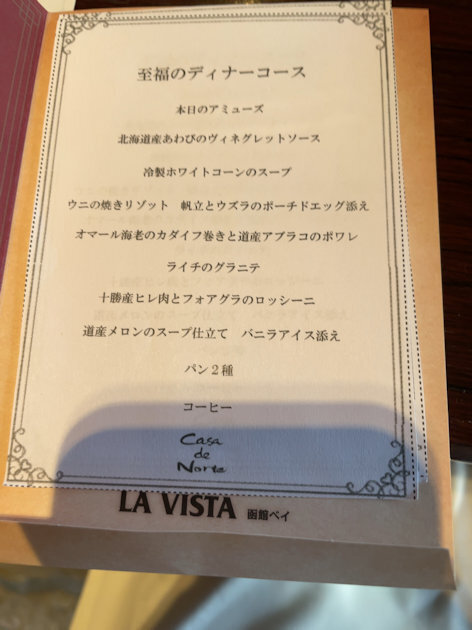 至福のディナーコース
本日のアミューズ
北海道産あわびのヴィネグレットソース
冷製ホワイトコーンのスープ
ウニの焼きリゾット　帆立とウズラのポーチドエッグ添え
オマール海老のカダイフ巻きと道産アブラコのポワレ
ライチのグラニテ
十勝産ヒレ肉とフォアグラのロッシーニ
道産メロンのスープ仕立て　バニラアイス添え
パン２種
コーヒー
Casa
de
Norte
LA VISTA 函館ベイ